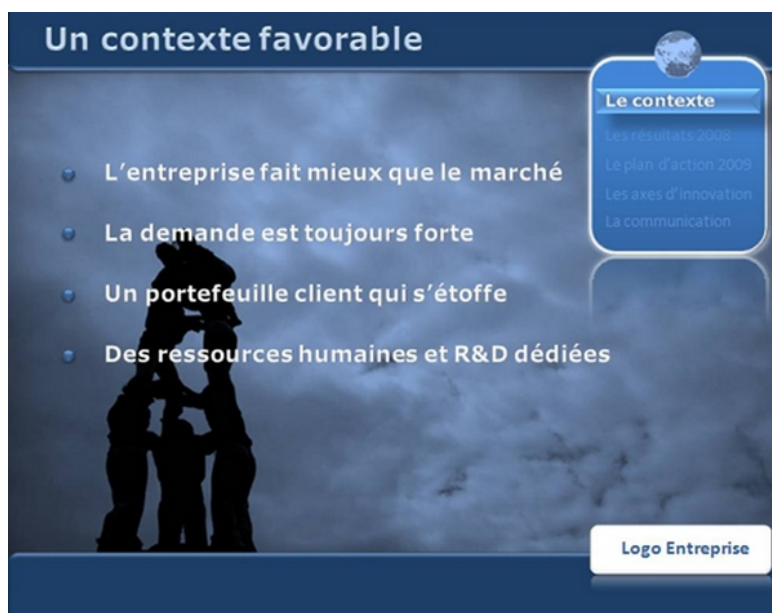 Un contexte favorable
Le contexte
Les résultats 2008
Le plan d'action 2009
Les axes d'innovation
La communication
L'entreprise fait mieux que le marché
La demande est toujours forte
Un portefeuille client qui s'étoffe
Des ressources humaines et R&D dédiées
Logo Entreprise